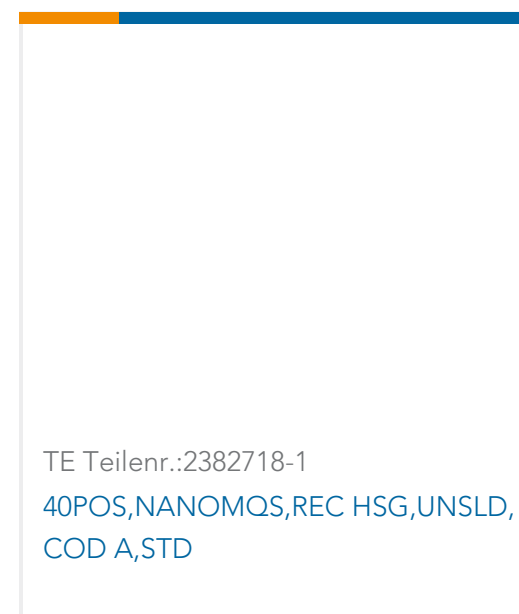 TE Teilenr.:2382718-1
40POS,NANOMQS,REC HSG,UNSLD,
COD A,STD